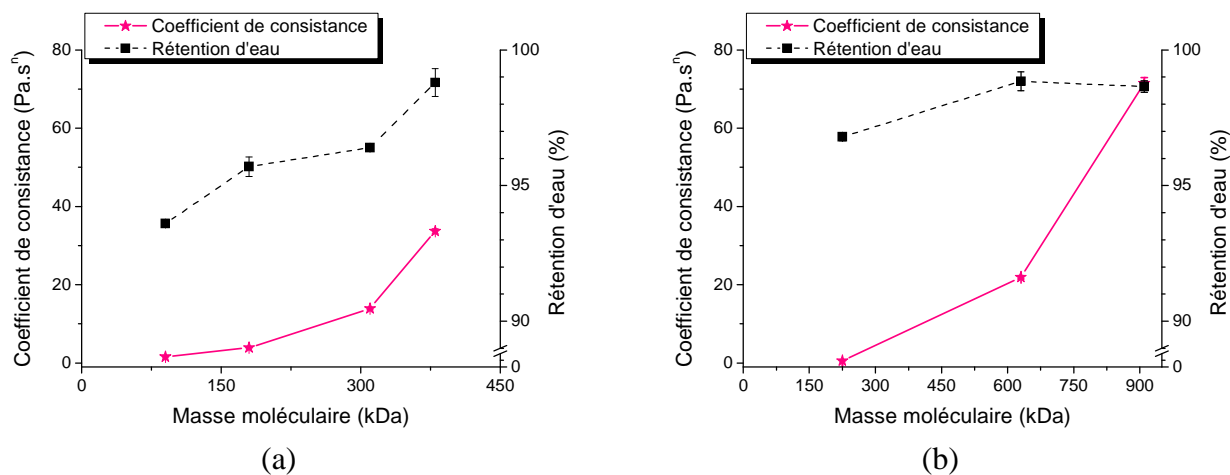 Coefficient de consistance
Rétention d'eau
80
60
40
20
0
Coefficient de consistance (Pa.sⁿ)
100
95
90
0
Rétention d'eau (%)
0
150
300
450
Masse moléculaire (kDa)
(a)
Coefficient de consistance
Rétention d'eau
80
60
40
20
0
Coefficient de consistance (Pa.sⁿ)
100
95
90
0
Rétention d'eau (%)
0
150
300
450
600
750
900
Masse moléculaire (kDa)
(b)